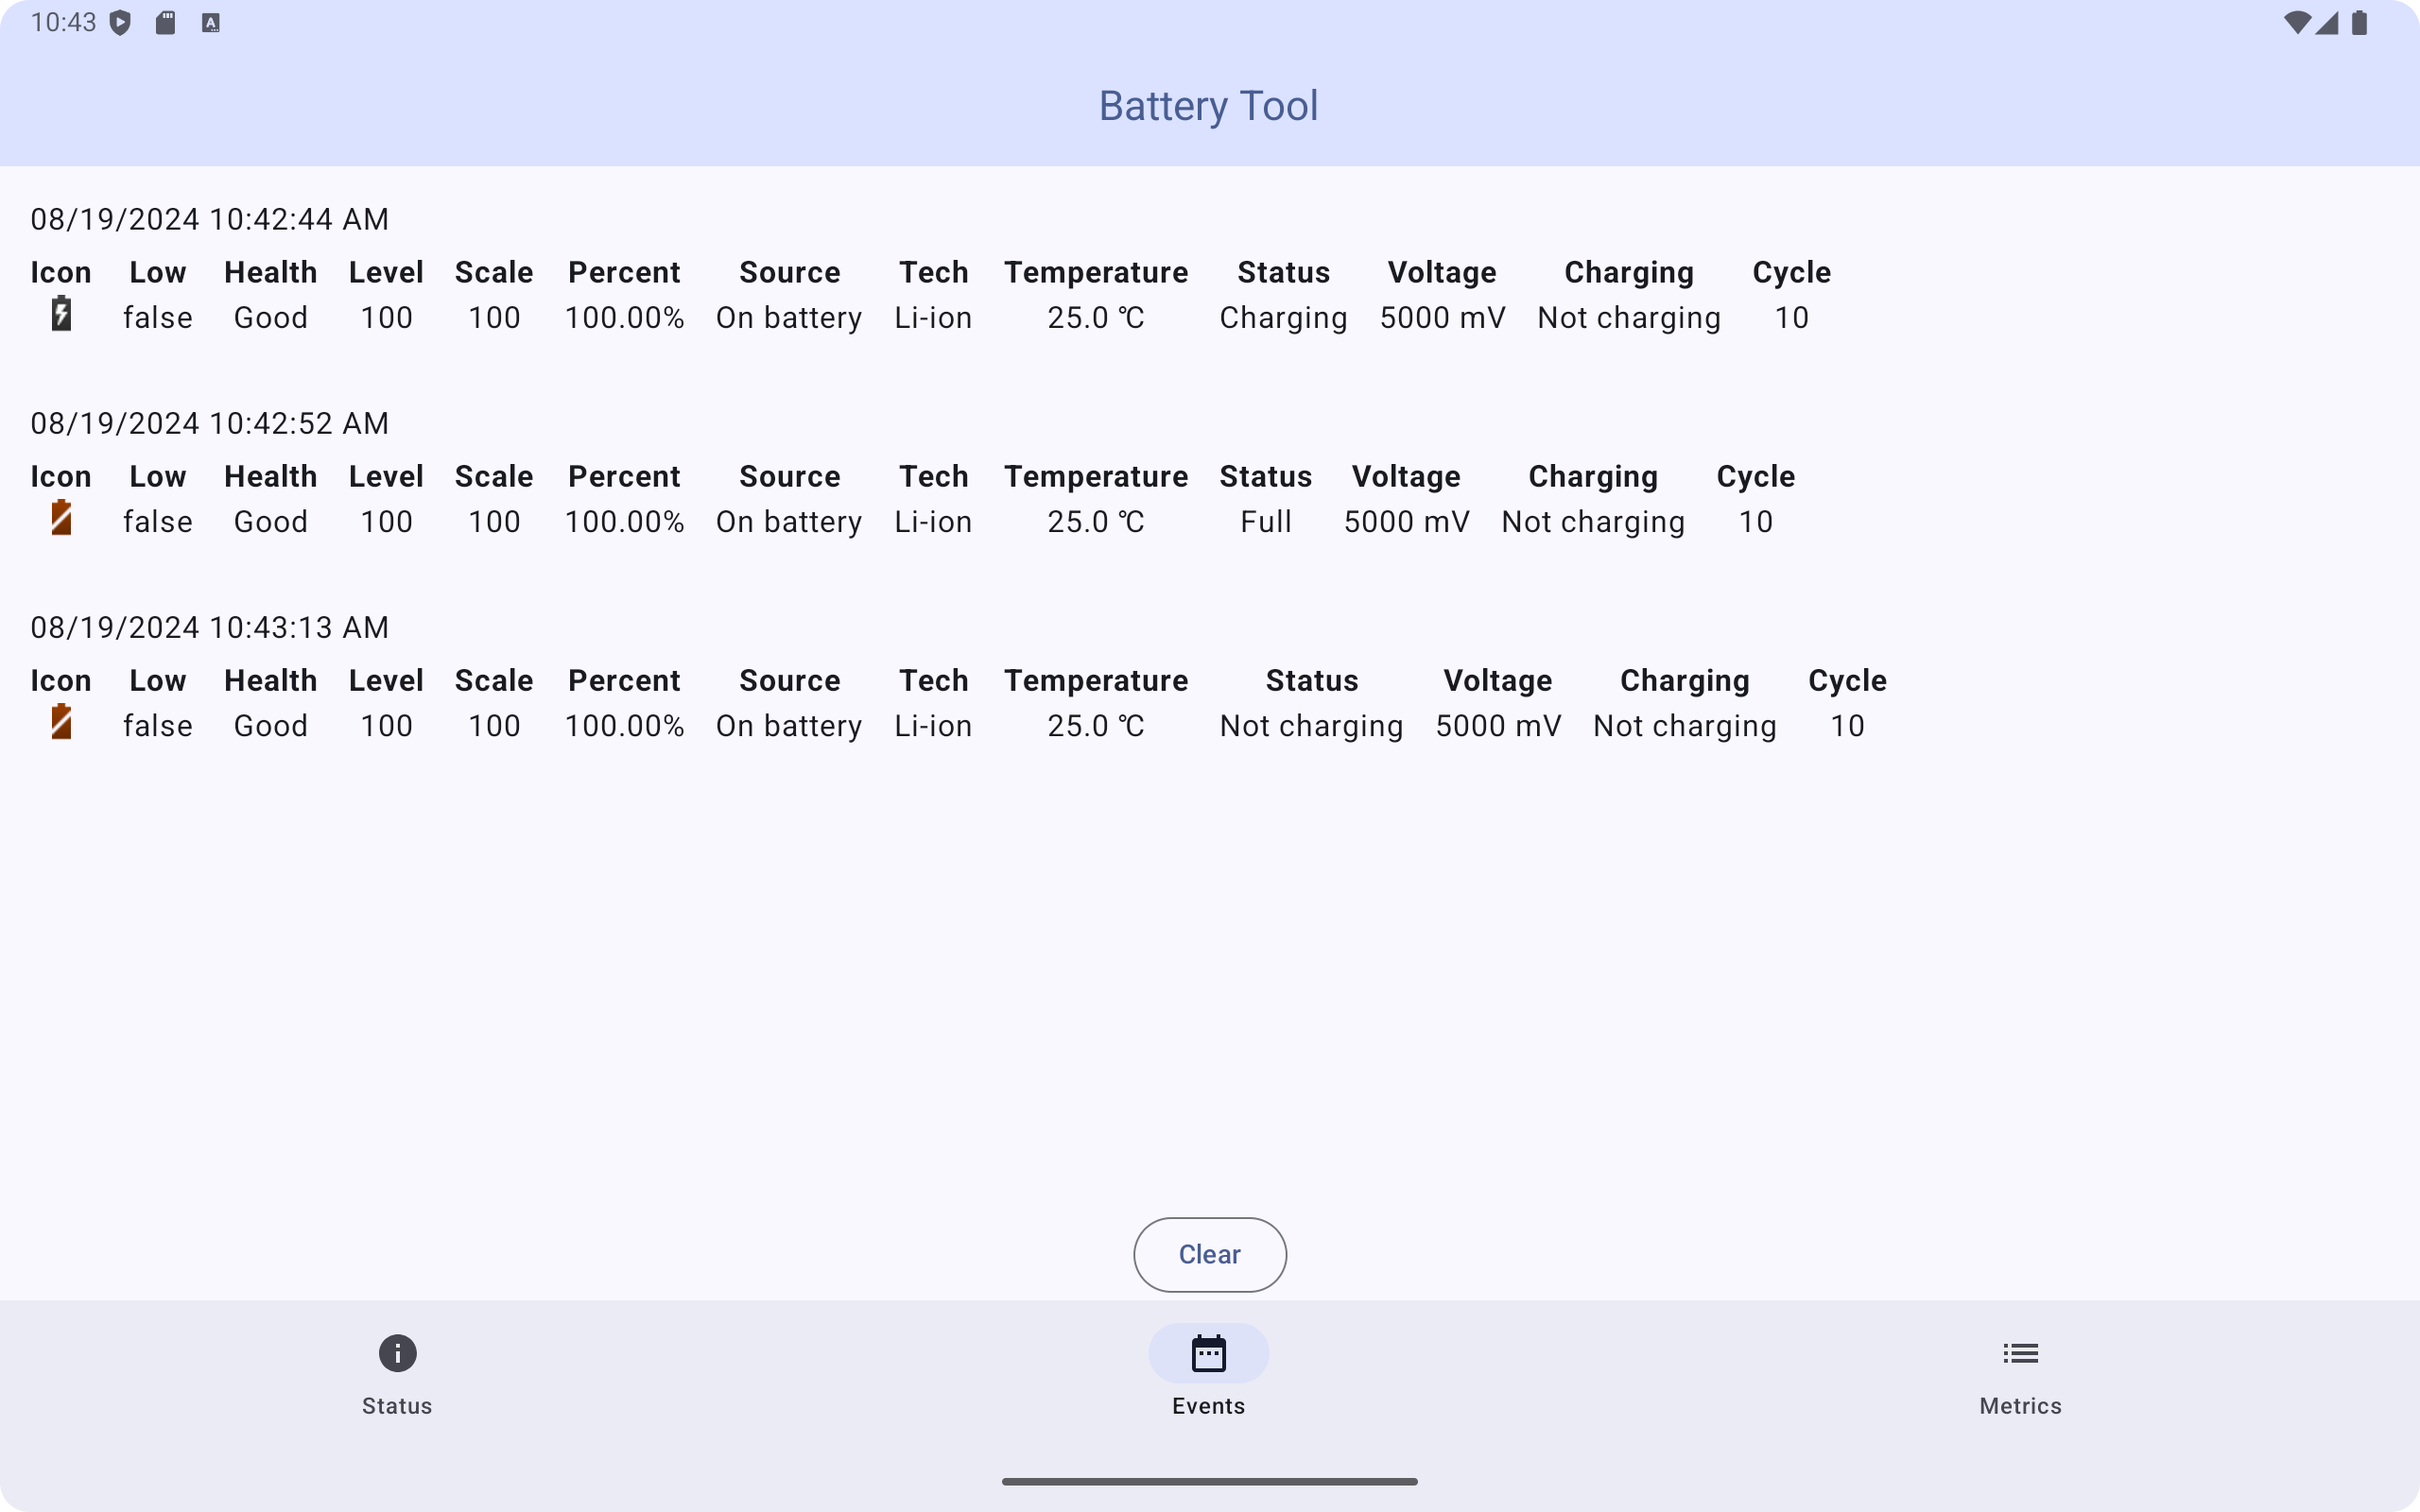 10:43
Battery Tool
08/19/2024 10:42:44 AM
Icon Low Health Level Scale Percent Source Tech Temperature Status Voltage Charging Cycle
false Good 100 100 100.00% On battery Li-ion 25.0 ℃ Charging 5000 mV Not charging 10
08/19/2024 10:42:52 AM
Icon Low Health Level Scale Percent Source Tech Temperature Status Voltage Charging Cycle
false Good 100 100 100.00% On battery Li-ion 25.0 ℃ Full 5000 mV Not charging 10
08/19/2024 10:43:13 AM
Icon Low Health Level Scale Percent Source Tech Temperature Status Voltage Charging Cycle
false Good 100 100 100.00% On battery Li-ion 25.0 ℃ Not charging 5000 mV Not charging 10
Clear
Status Events Metrics